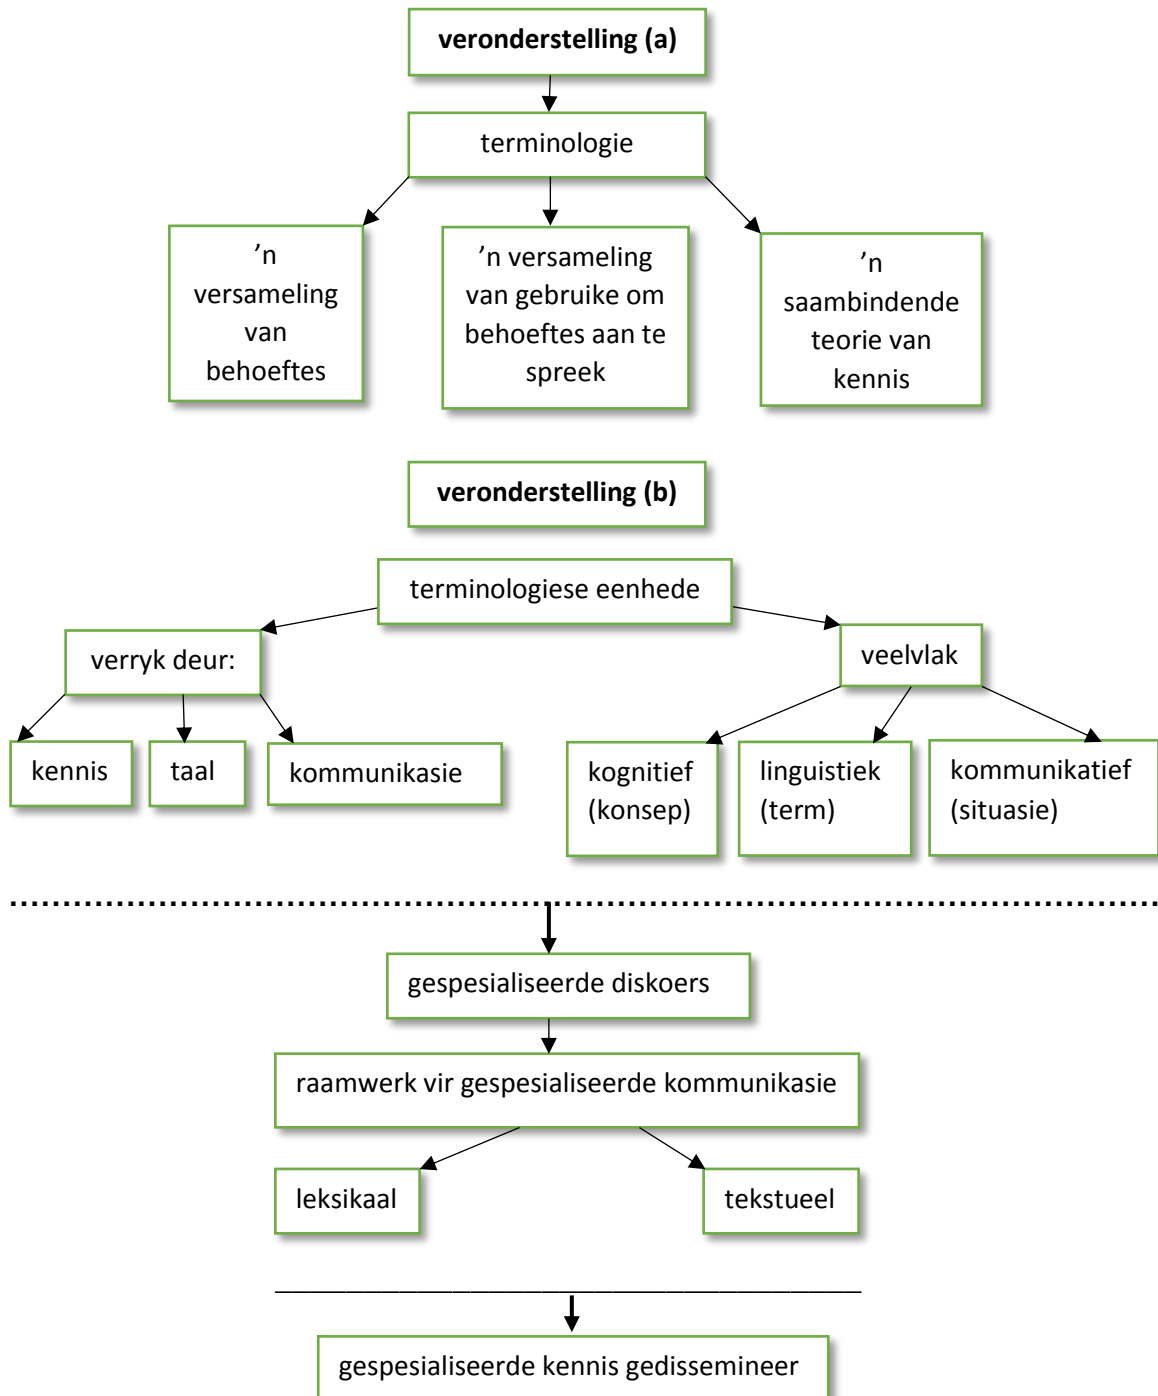 veronderstelling (a)
terminologie
’n
versameling
van
behoeftes
’n versameling
van gebruike om
behoeftes aan te
spreek
’n
saambindende
teorie van
kennis
veronderstelling (b)
terminologiese eenhede
verryk deur:
veelvlak
kennis
taal
kommunikasie
kognitief
(konsep)
linguistiek
(term)
kommunikatief
(situasie)
gespesialiseerde diskoers
raamwerk vir gespesialiseerde kommunikasie
leksikaal
tekstueel
gespesialiseerde kennis gedissemineer